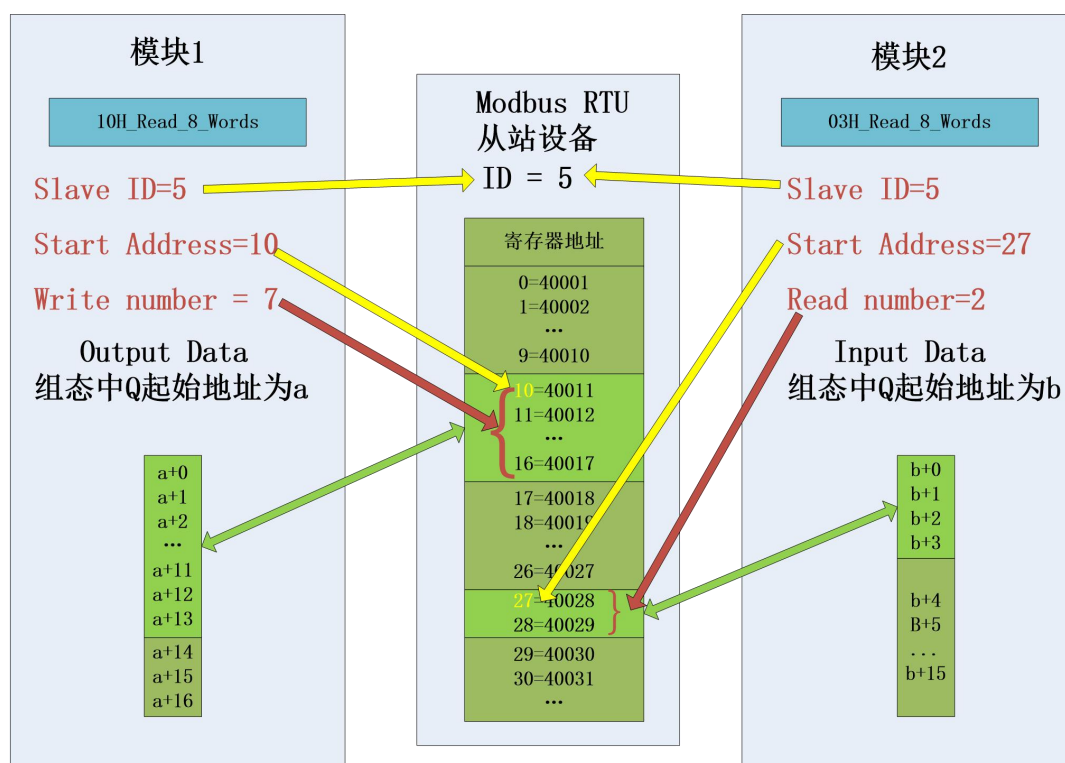 模块1
10H_Read_8_Words
Slave ID=5
Start Address=10
Write number = 7
Output Data
组态中Q起始地址为a
a+0
a+1
a+2
...
a+11
a+12
a+13
a+14
a+15
a+16
Modbus RTU
从站设备
ID = 5
寄存器地址
0=40001
1=40002
...
9=40010
10=40011
11=40012
...
16=40017
17=40018
18=40019
...
26=40027
27=40028
28=40029
29=40030
30=40031
...
模块2
03H_Read_8_Words
Slave ID=5
Start Address=27
Read number=2
Input Data
组态中Q起始地址为b
b+0
b+1
b+2
b+3
b+4
B+5
...
b+15